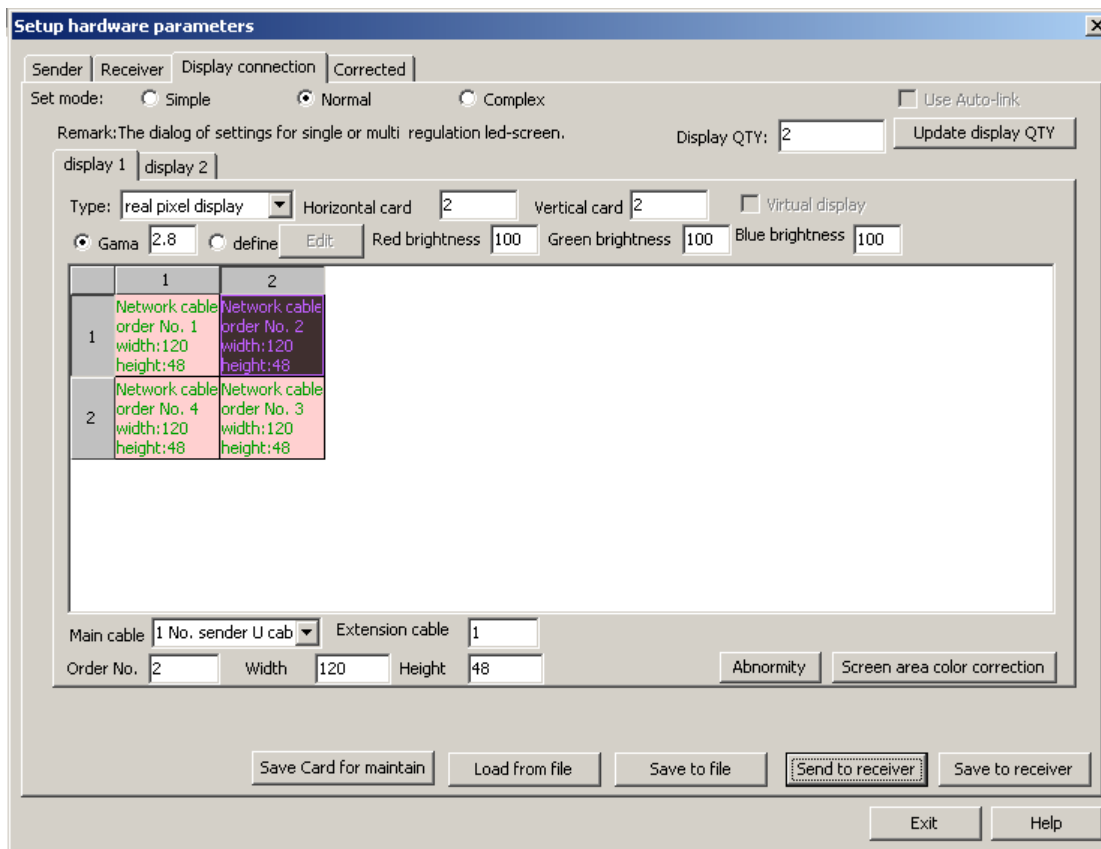 Setup hardware parameters
Sender Receiver Display connection Corrected
Set mode: Simple Normal Complex Use Auto-link
Remark:The dialog of settings for single or multi regulation led-screen. Display QTY: 2 Update display QTY
display 1 display 2
Type: real pixel display Horizontal card 2 Vertical card 2 Virtual display
Gama 2.8 define Edit Red brightness 100 Green brightness 100 Blue brightness 100
1 2
1
Network cable
order No. 1
width:120
height:48
Network cable
order No. 2
width:120
height:48
2
Network cable
order No. 4
width:120
height:48
Network cable
order No. 3
width:120
height:48
Main cable 1 No. sender U cab Extension cable 1
Order No. 2 Width 120 Height 48 Abnormity Screen area color correction
Save Card for maintain Load from file Save to file Send to receiver Save to receiver
Exit Help